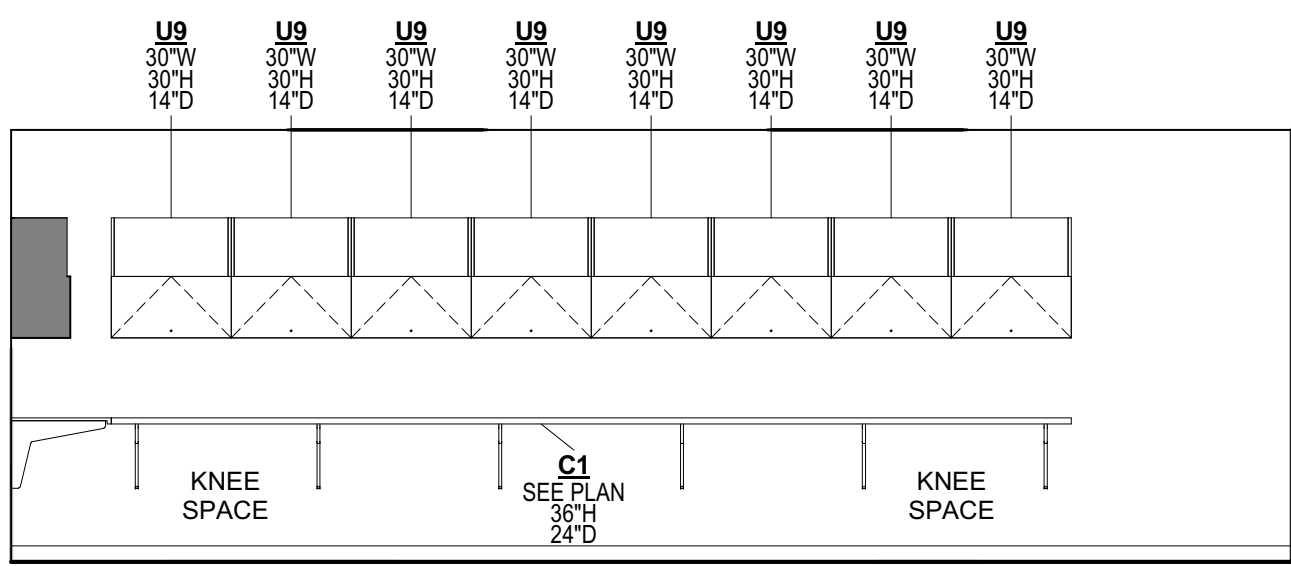 U9 U9 U9 U9 U9 U9 U9 U9
30"W 30"W 30"W 30"W 30"W 30"W 30"W 30"W
30"H 30"H 30"H 30"H 30"H 30"H 30"H 30"H
14"D 14"D 14"D 14"D 14"D 14"D 14"D 14"D
KNEE
SPACE
C1
SEE PLAN
36"H
24"D
KNEE
SPACE